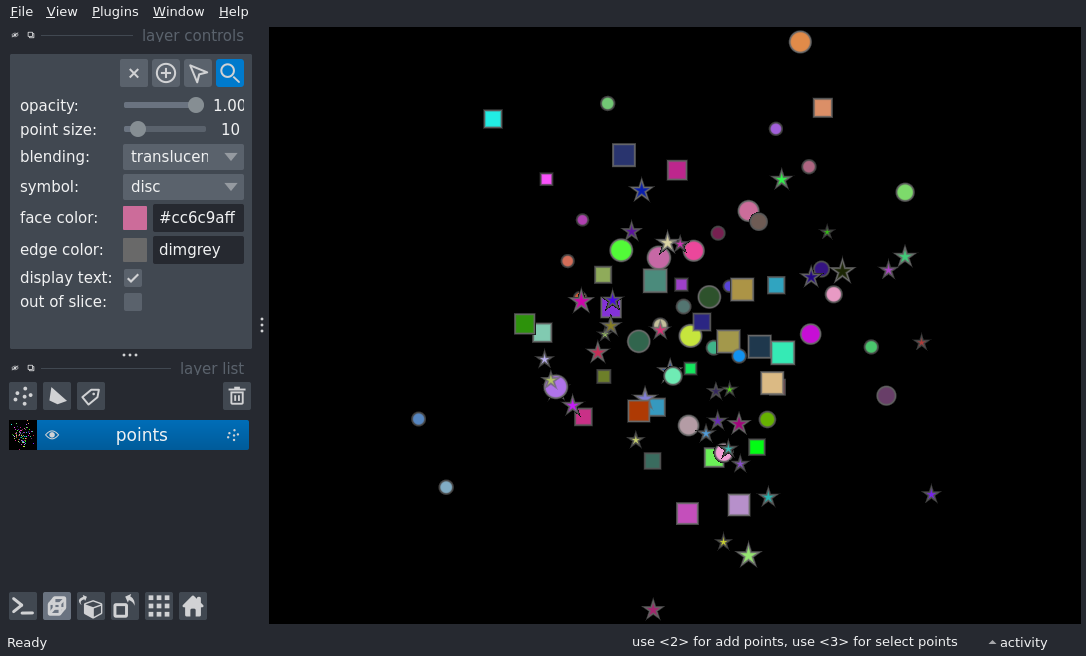 File View Plugins Window Help
layer controls
opacity: 1.00
point size: 10
blending: translucen
symbol: disc
face color: #cc6c9aff
edge color: dimgrey
display text:
out of slice:
layer list
points
Ready
use <2> for add points, use <3> for select points
activity